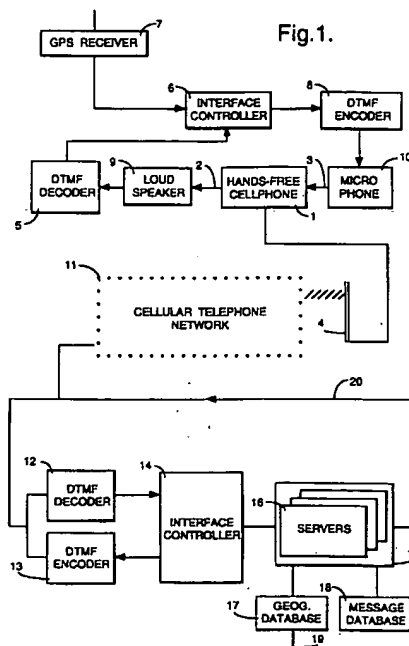 Fig.1.
7
GPS RECEIVER
6
INTERFACE
CONTROLLER
8
DTMF
ENCODER
DTMF
DECODER
5
9
LOUD
SPEAKER
2
HANDS-FREE
CELLPHONE
1
3
MICRO
PHONE
10
11
CELLULAR TELEPHONE
NETWORK
4
20
12
DTMF
DECODER
14
INTERFACE
CONTROLLER
16
SERVERS
DTMF
ENCODER
13
17
GEOG.
DATABASE
18
MESSAGE
DATABASE
19